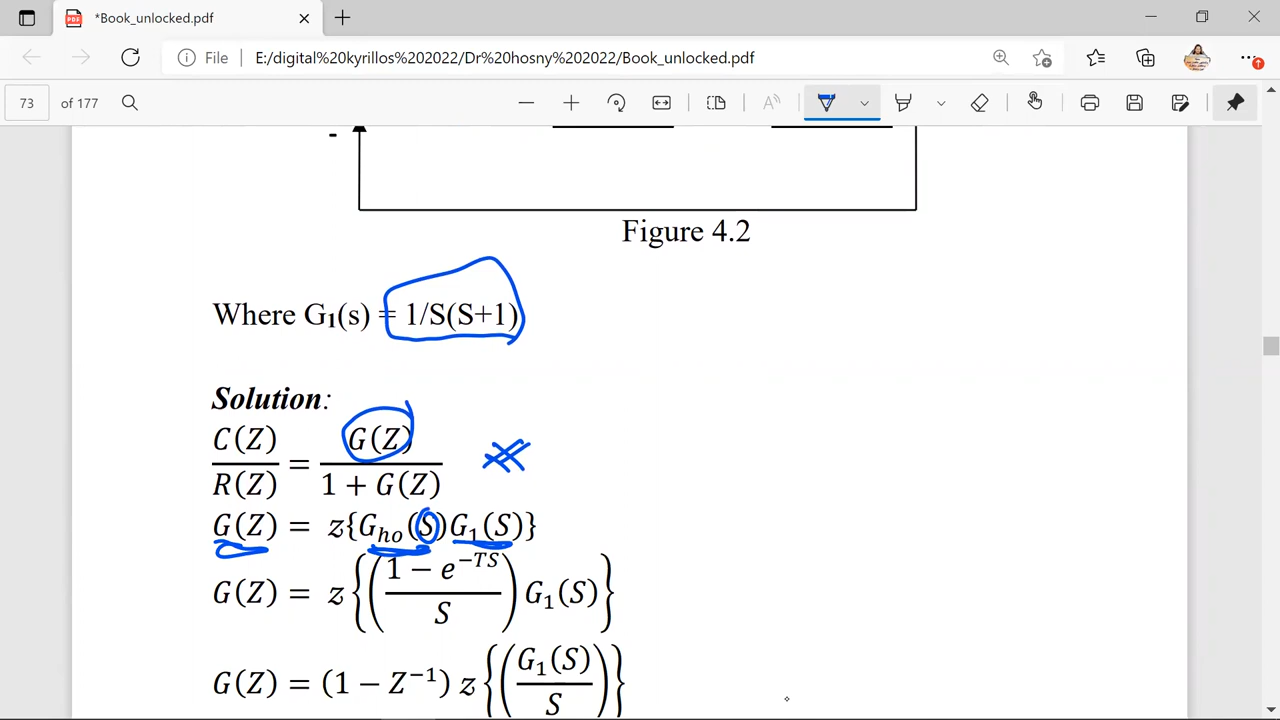 *Book_unlocked.pdf
File E:/digital%20kyrillos%202022/Dr%20hosny%202022/Book_unlocked.pdf
73 of 177
-
Figure 4.2
Where G₁(s) = 1/S(S+1)
Solution:
C(Z)/R(Z) = G(Z)/(1 + G(Z))
G(Z) = z{G_ho(S)G₁(S)}
G(Z) = z{((1 − e^−TS)/S) G₁(S)}
G(Z) = (1 − Z⁻¹) z{(G₁(S)/S)}